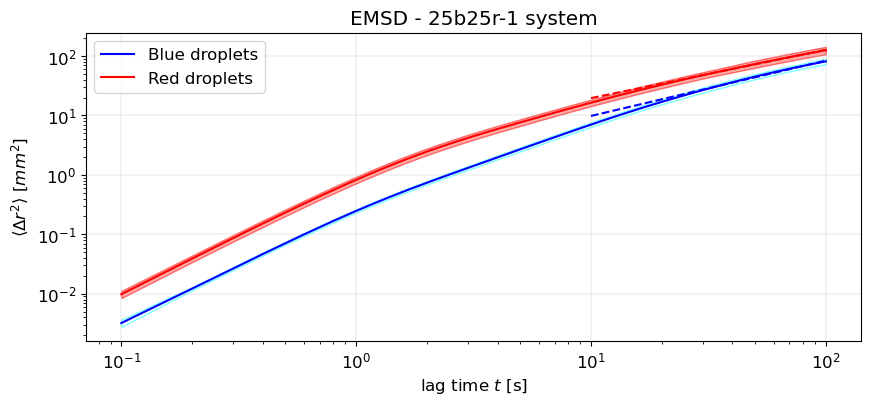 EMSD - 25b25r-1 system
Blue droplets
Red droplets
⟨Δr²⟩ [mm²]
10²
10¹
10⁰
10⁻¹
10⁻²
10⁻¹
10⁰
10¹
10²
lag time t [s]